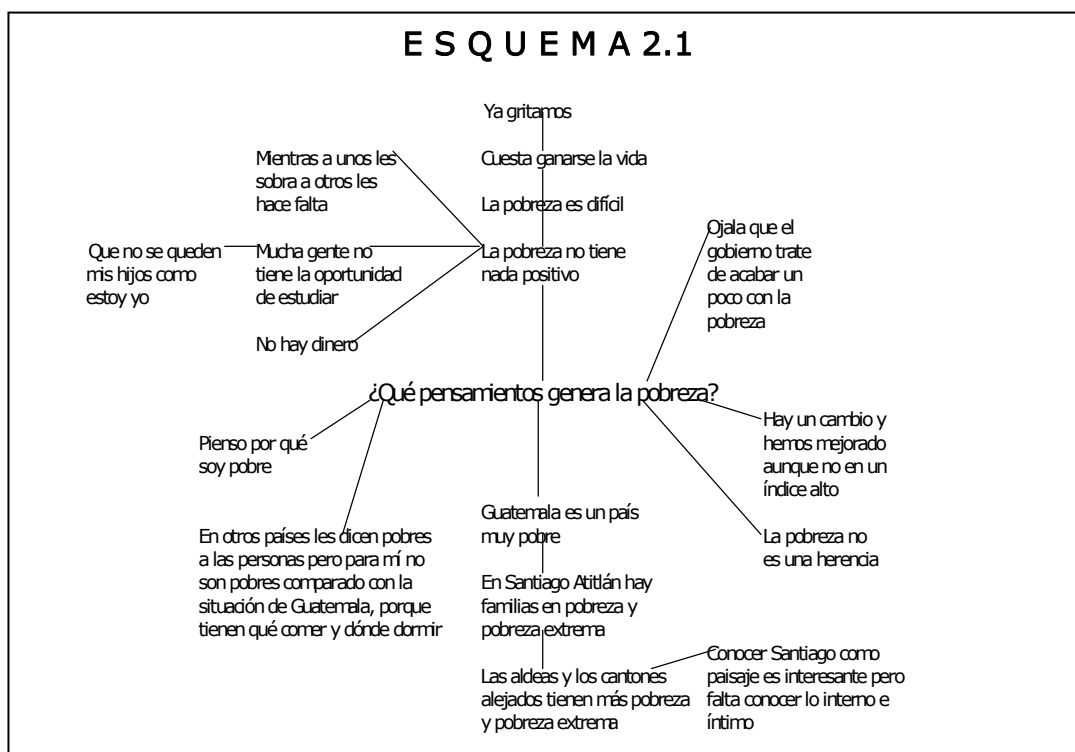 E S Q U E M A 2.1
Ya gritamos
Cuesta ganarse la vida
La pobreza es difícil
La pobreza no tiene
nada positivo
Mientras a unos les
sobra a otros les
hace falta
Mucha gente no
tiene la oportunidad
de estudiar
Que no se queden
mis hijos como
estoy yo
No hay dinero
Ojala que el
gobierno trate
de acabar un
poco con la
pobreza
¿Qué pensamientos genera la pobreza?
Pienso por qué
soy pobre
En otros países les dicen pobres
a las personas pero para mí no
son pobres comparado con la
situación de Guatemala, porque
tienen qué comer y dónde dormir
Guatemala es un país
muy pobre
En Santiago Atitlán hay
familias en pobreza y
pobreza extrema
Las aldeas y los cantones
alejados tienen más pobreza
y pobreza extrema
Conocer Santiago como
paisaje es interesante pero
falta conocer lo interno e
íntimo
Hay un cambio y
hemos mejorado
aunque no en un
índice alto
La pobreza no
es una herencia